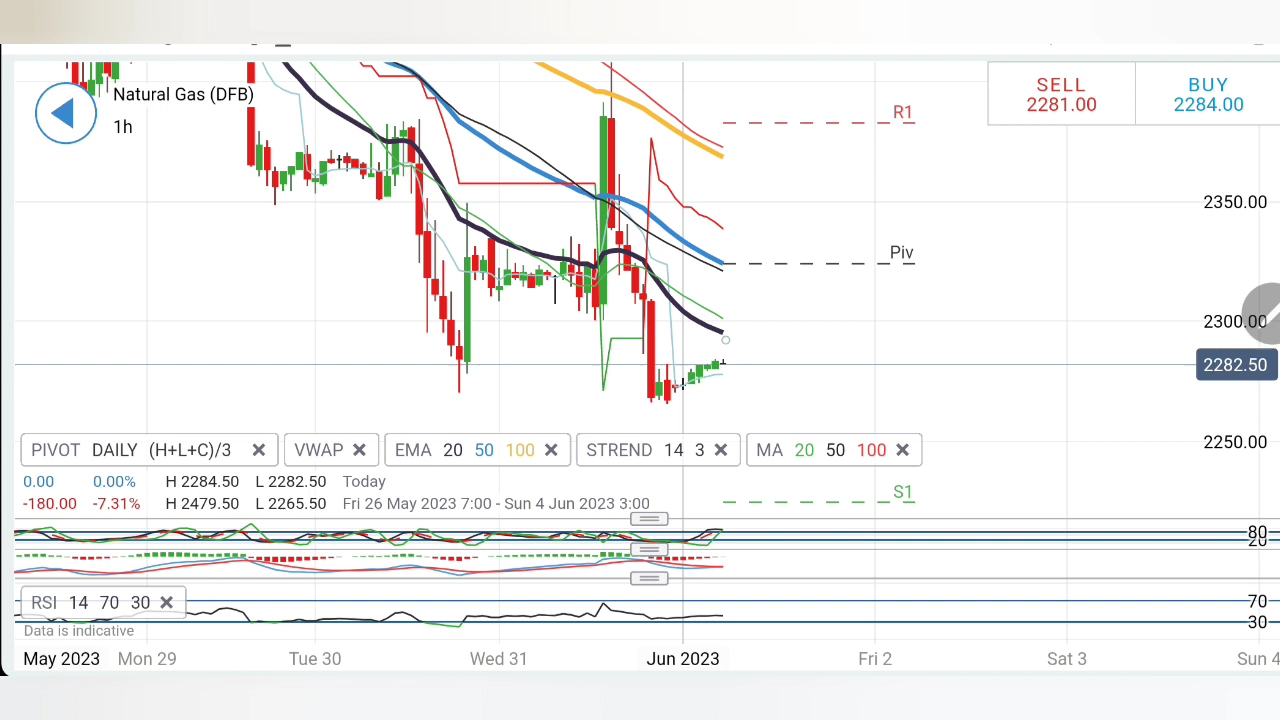 Natural Gas (DFB)
1h
SELL
2281.00
BUY
2284.00
R1
2350.00
Piv
2300.00
2282.50
2250.00
PIVOT DAILY (H+L+C)/3 VWAP EMA 20 50 100 STREND 14 3 MA 20 50 100
0.00 0.00% H 2284.50 L 2282.50 Today
-180.00 -7.31% H 2479.50 L 2265.50 Fri 26 May 2023 7:00 - Sun 4 Jun 2023 3:00
S1
80
20
RSI 14 70 30
70
30
Data is indicative
May 2023 Mon 29 Tue 30 Wed 31 Jun 2023 Fri 2 Sat 3 Sun 4